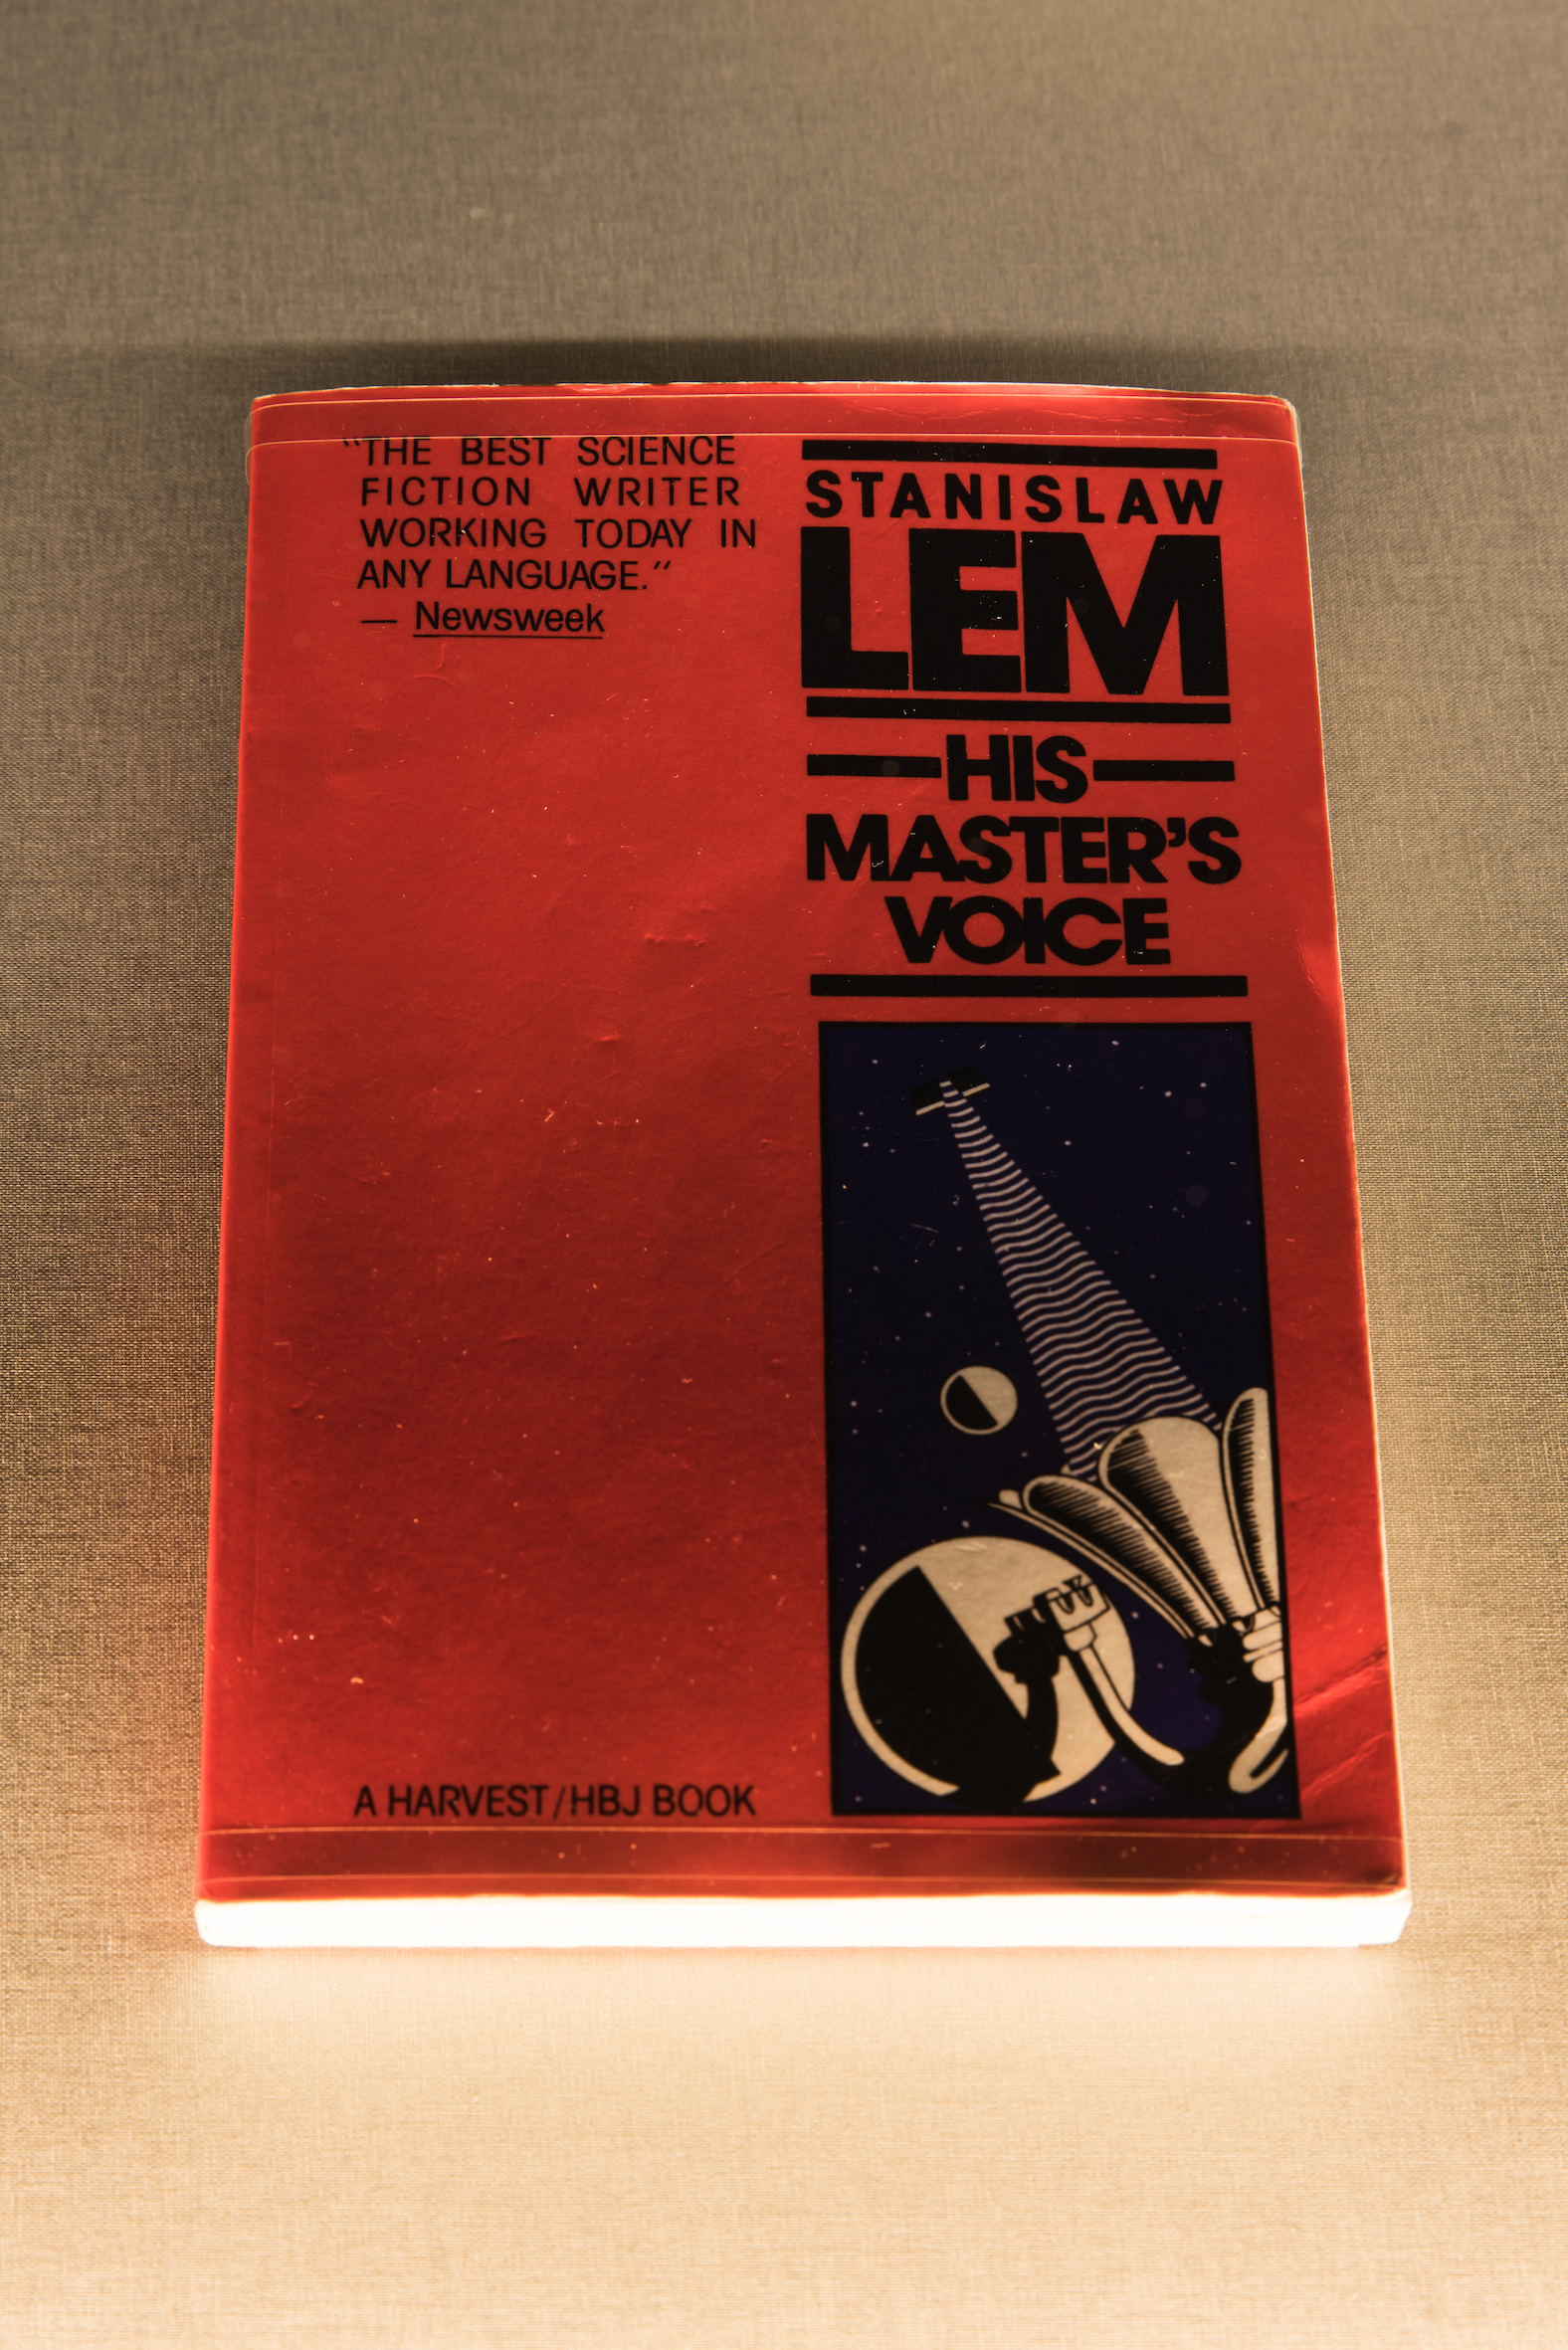 "THE BEST SCIENCE
FICTION WRITER
WORKING TODAY IN
ANY LANGUAGE."
— Newsweek
STANISLAW
LEM
HIS
MASTER'S
VOICE
A HARVEST/HBJ BOOK